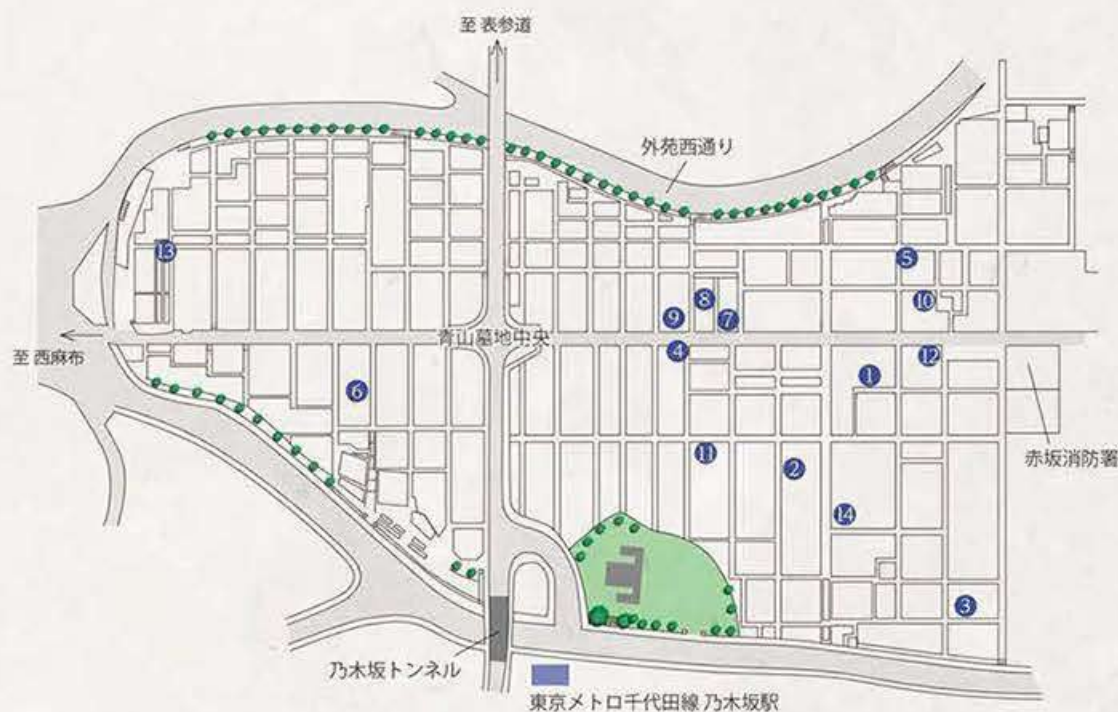 至 表参道
外苑西通り
⑬
⑤
⑧
⑩
⑨
⑦
青山墓地中央
至 西麻布
④
⑫
⑥
①
⑪
②
赤坂消防署
⑭
③
乃木坂トンネル
東京メトロ千代田線 乃木坂駅